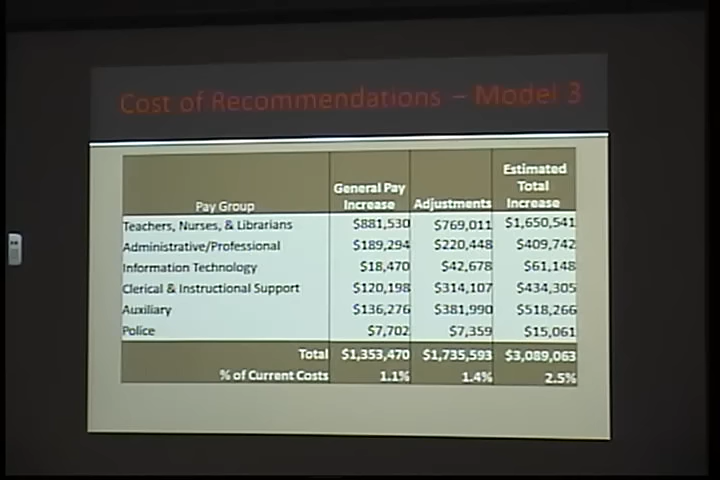 Cost of Recommendations – Model 3
Pay Group General Pay Increase Adjustments Estimated Total Increase
Teachers, Nurses, & Librarians $881,530 $769,011 $1,650,541
Administrative/Professional $189,294 $220,448 $409,742
Information Technology $18,470 $42,678 $61,148
Clerical & Instructional Support $120,198 $314,107 $434,305
Auxiliary $136,276 $381,990 $518,266
Police $7,702 $7,359 $15,061
Total $1,353,470 $1,735,593 $3,089,063
% of Current Costs 1.1% 1.4% 2.5%